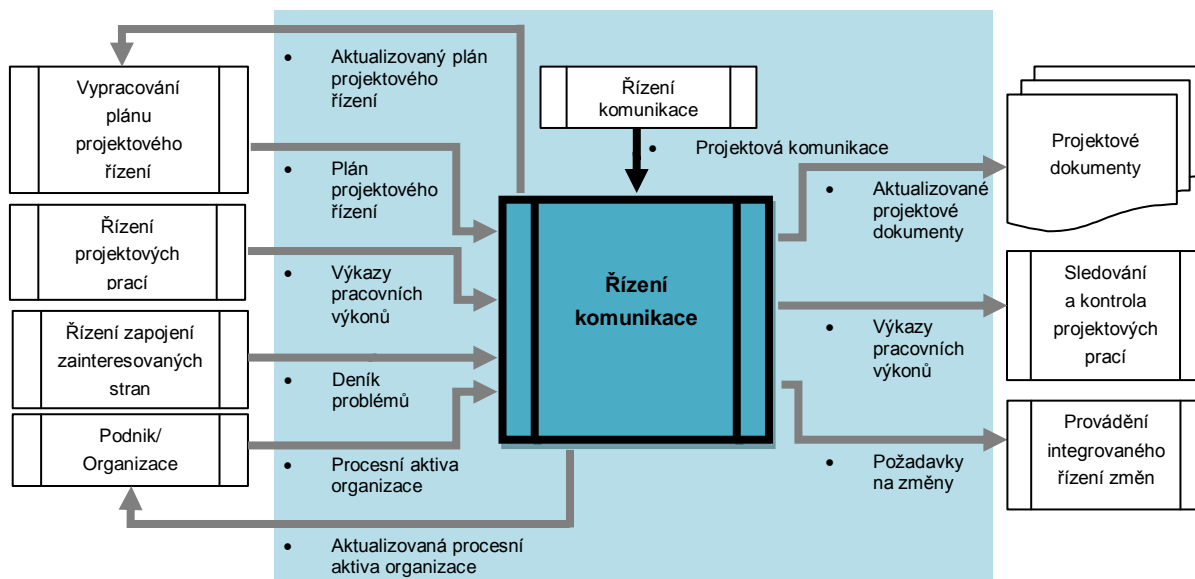 Vypracování
plánu
projektového
řízení
Řízení
projektových
prací
Řízení zapojení
zainteresovaných
stran
Podnik/
Organizace
• Aktualizovaný plán
projektového
řízení
• Plán
projektového
řízení
• Výkazy
pracovních
výkonů
• Deník
problémů
• Procesní aktiva
organizace
• Aktualizovaná procesní
aktiva organizace
Řízení
komunikace
• Projektová komunikace
Řízení
komunikace
• Aktualizované
projektové
dokumenty
• Výkazy
pracovních
výkonů
• Požadavky
na změny
Projektové
dokumenty
Sledování
a kontrola
projektových
prací
Provádění
integrovaného
řízení změn